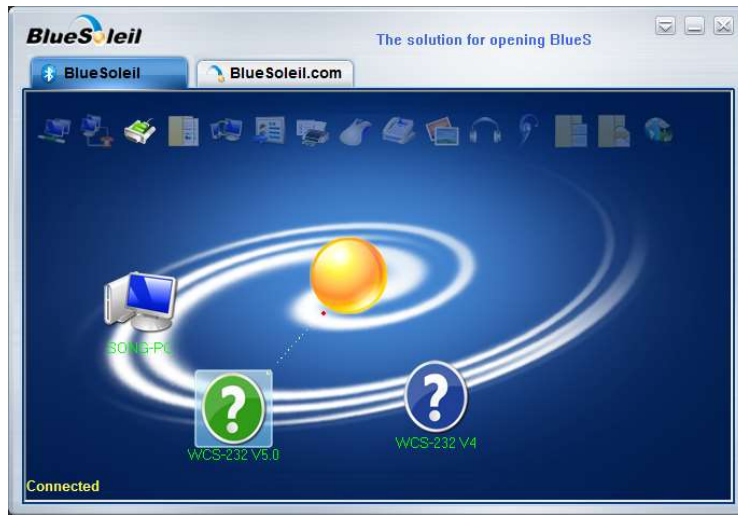 BlueSoleil
The solution for opening BlueS
BlueSoleil
BlueSoleil.com
SONG-PC
WCS-232 V5.0
WCS-232 V4
Connected